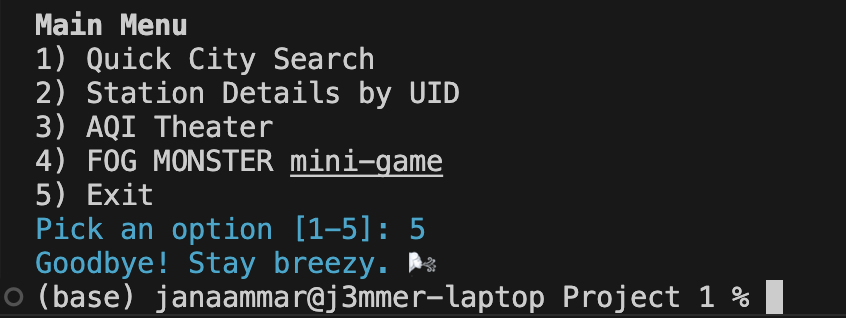 Main Menu
1) Quick City Search
2) Station Details by UID
3) AQI Theater
4) FOG MONSTER mini-game
5) Exit
Pick an option [1-5]: 5
Goodbye! Stay breezy. 🌬️
(base) janaammar@j3mmer-laptop Project 1 %